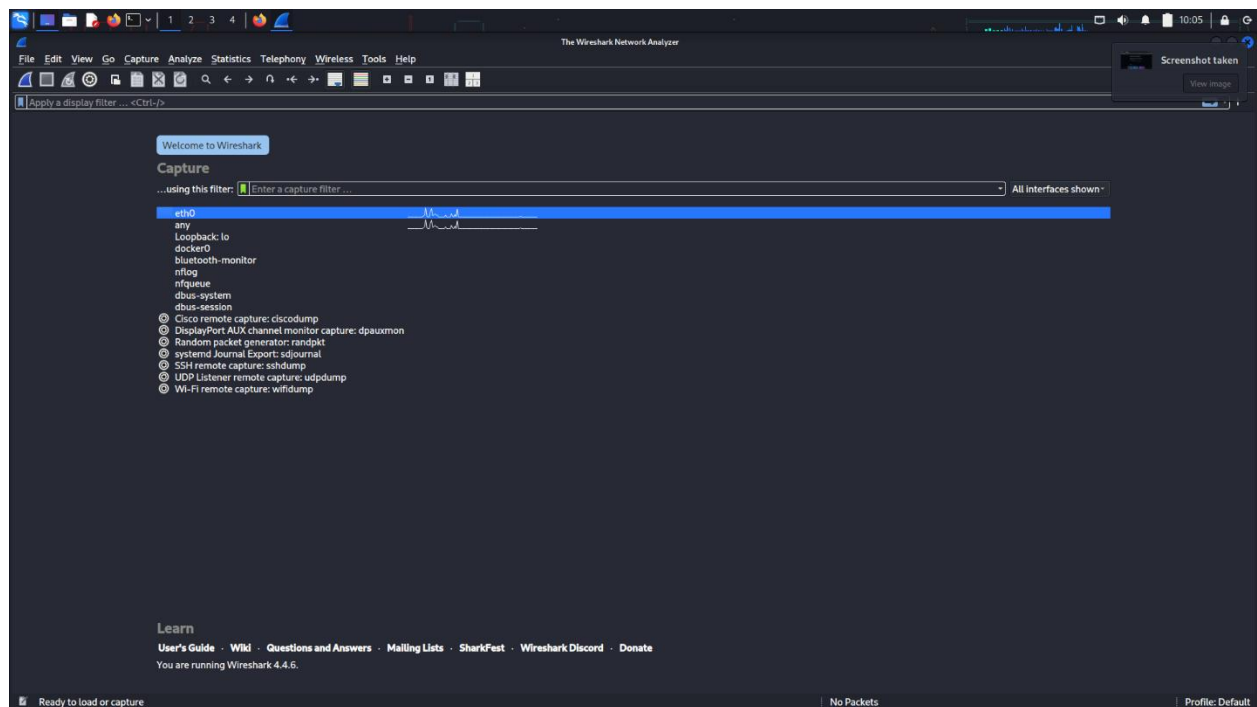 1 2 3 4
10:05
The Wireshark Network Analyzer
File Edit View Go Capture Analyze Statistics Telephony Wireless Tools Help
Screenshot taken
View image
Apply a display filter ... <Ctrl-/>
Welcome to Wireshark
Capture
...using this filter: Enter a capture filter ... All interfaces shown
eth0
any
Loopback: lo
docker0
bluetooth-monitor
nflog
nfqueue
dbus-system
dbus-session
Cisco remote capture: ciscodump
DisplayPort AUX channel monitor capture: dpauxmon
Random packet generator: randpkt
systemd Journal Export: sdjournal
SSH remote capture: sshdump
UDP Listener remote capture: udpdump
Wi-Fi remote capture: wifidump
Learn
User's Guide · Wiki · Questions and Answers · Mailing Lists · SharkFest · Wireshark Discord · Donate
You are running Wireshark 4.4.6.
Ready to load or capture No Packets Profile: Default